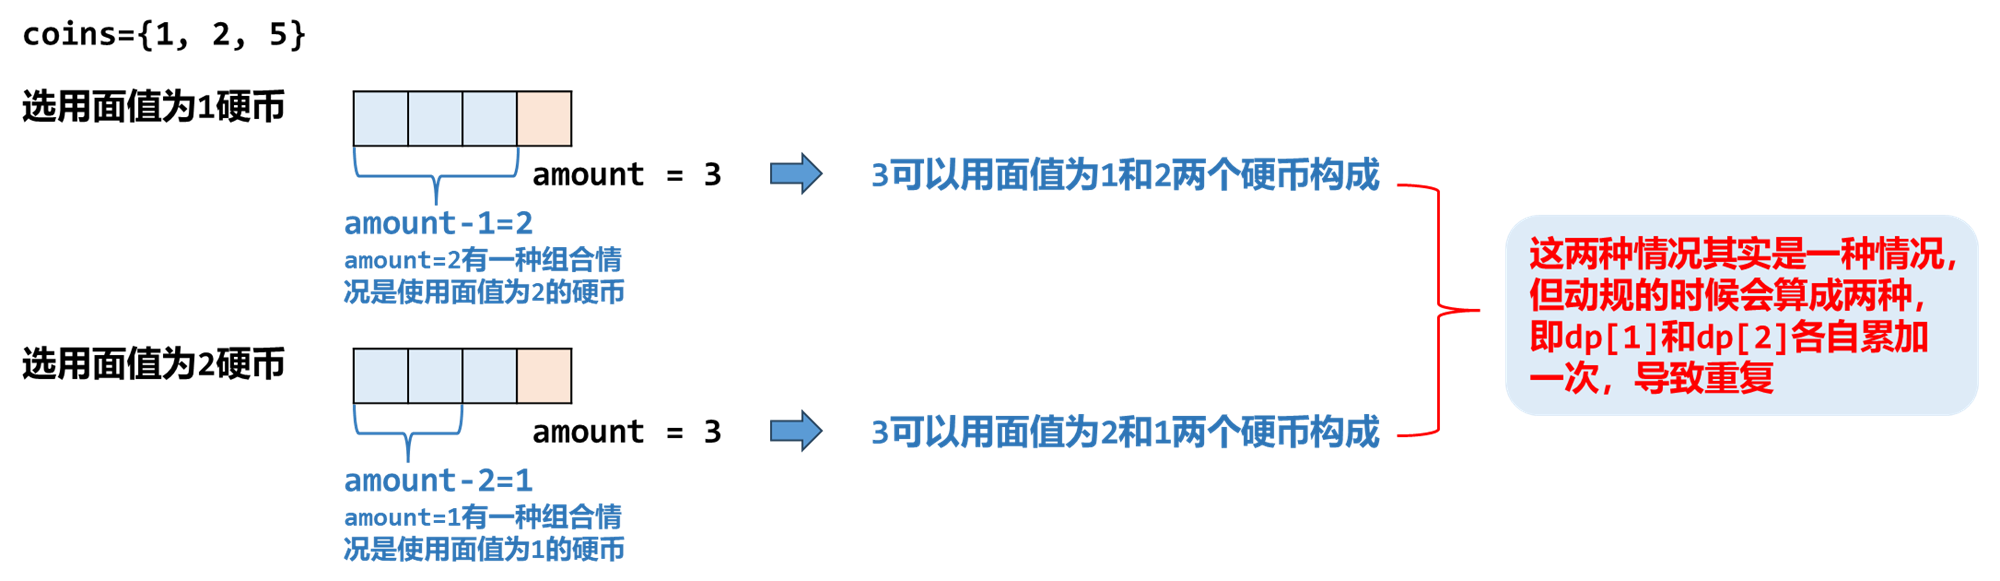 coins={1, 2, 5}
选用面值为1硬币
amount = 3
3可以用面值为1和2两个硬币构成
amount-1=2
amount=2有一种组合情
况是使用面值为2的硬币
这两种情况其实是一种情况，
但动规的时候会算成两种，
即dp[1]和dp[2]各自累加
一次，导致重复
选用面值为2硬币
amount = 3
3可以用面值为2和1两个硬币构成
amount-2=1
amount=1有一种组合情
况是使用面值为1的硬币